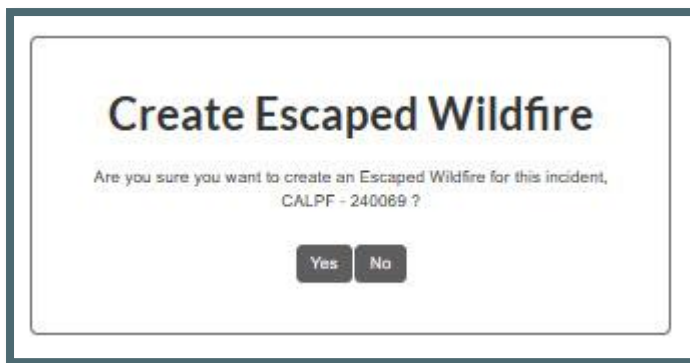 Create Escaped Wildfire
Are you sure you want to create an Escaped Wildfire for this incident,
CALPF - 240069 ?
Yes No